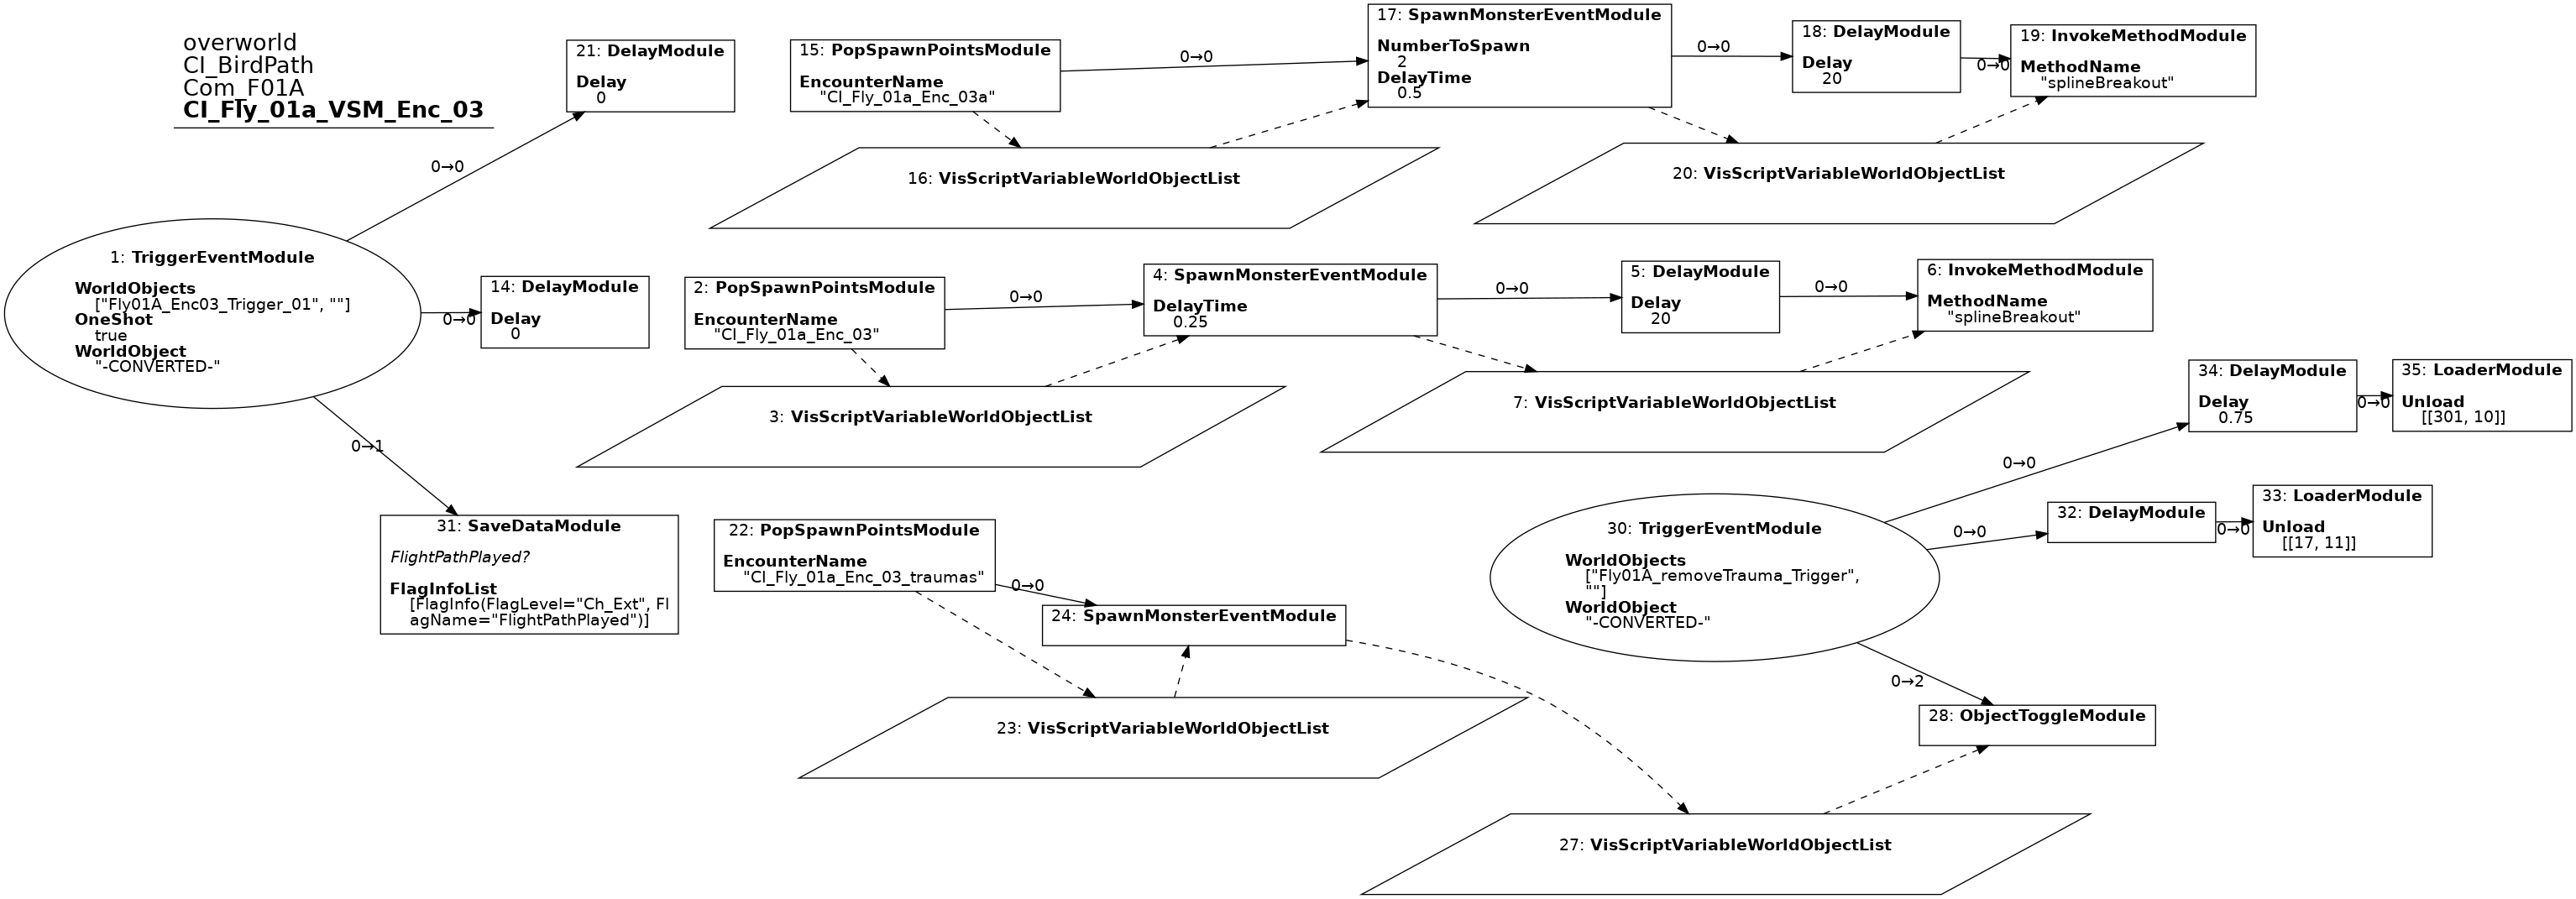 overworld
CI_BirdPath
Com_F01A
CI_Fly_01a_VSM_Enc_03
21: DelayModule
Delay
0
15: PopSpawnPointsModule
EncounterName
"CI_Fly_01a_Enc_03a"
0→0
17: SpawnMonsterEventModule
NumberToSpawn
2
DelayTime
0.5
0→0
18: DelayModule
Delay
20
0→0
19: InvokeMethodModule
MethodName
"splineBreakout"
0→0
16: VisScriptVariableWorldObjectList
20: VisScriptVariableWorldObjectList
1: TriggerEventModule
WorldObjects
["Fly01A_Enc03_Trigger_01", ""]
OneShot
true
WorldObject
"-CONVERTED-"
0→0
14: DelayModule
Delay
0
2: PopSpawnPointsModule
EncounterName
"CI_Fly_01a_Enc_03"
0→0
4: SpawnMonsterEventModule
DelayTime
0.25
0→0
5: DelayModule
Delay
20
0→0
6: InvokeMethodModule
MethodName
"splineBreakout"
3: VisScriptVariableWorldObjectList
7: VisScriptVariableWorldObjectList
34: DelayModule
Delay
0.75
0→0
35: LoaderModule
Unload
[[301, 10]]
0→1
0→0
31: SaveDataModule
FlightPathPlayed?
FlagInfoList
[FlagInfo(FlagLevel="Ch_Ext", Fl
agName="FlightPathPlayed")]
22: PopSpawnPointsModule
EncounterName
"CI_Fly_01a_Enc_03_traumas"
0→0
24: SpawnMonsterEventModule
30: TriggerEventModule
WorldObjects
["Fly01A_removeTrauma_Trigger",
""]
WorldObject
"-CONVERTED-"
0→0
32: DelayModule
0→0
33: LoaderModule
Unload
[[17, 11]]
0→2
28: ObjectToggleModule
23: VisScriptVariableWorldObjectList
27: VisScriptVariableWorldObjectList